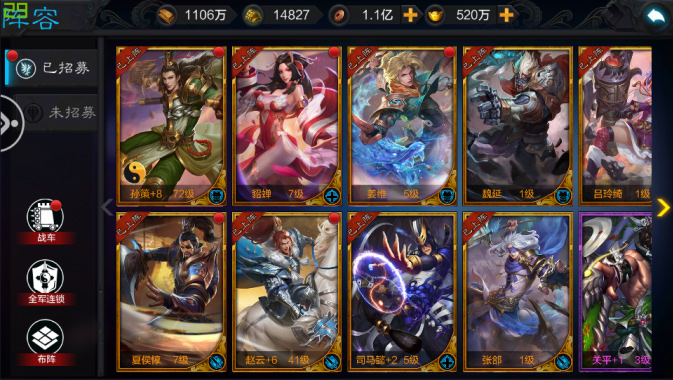 阵容
1106万 14827 1.1亿 520万
已招募
未招募
战车
全军连锁
布阵
已上阵 已上阵 已上阵 已上阵 已上阵
孙策+8 72级 貂蝉 7级 姜维 5级 魏延 1级 吕玲绮 1级
已上阵 已上阵 已上阵 已上阵
夏侯惇 7级 赵云+6 41级 司马懿+2 5级 张郃 1级 关平+1 3级